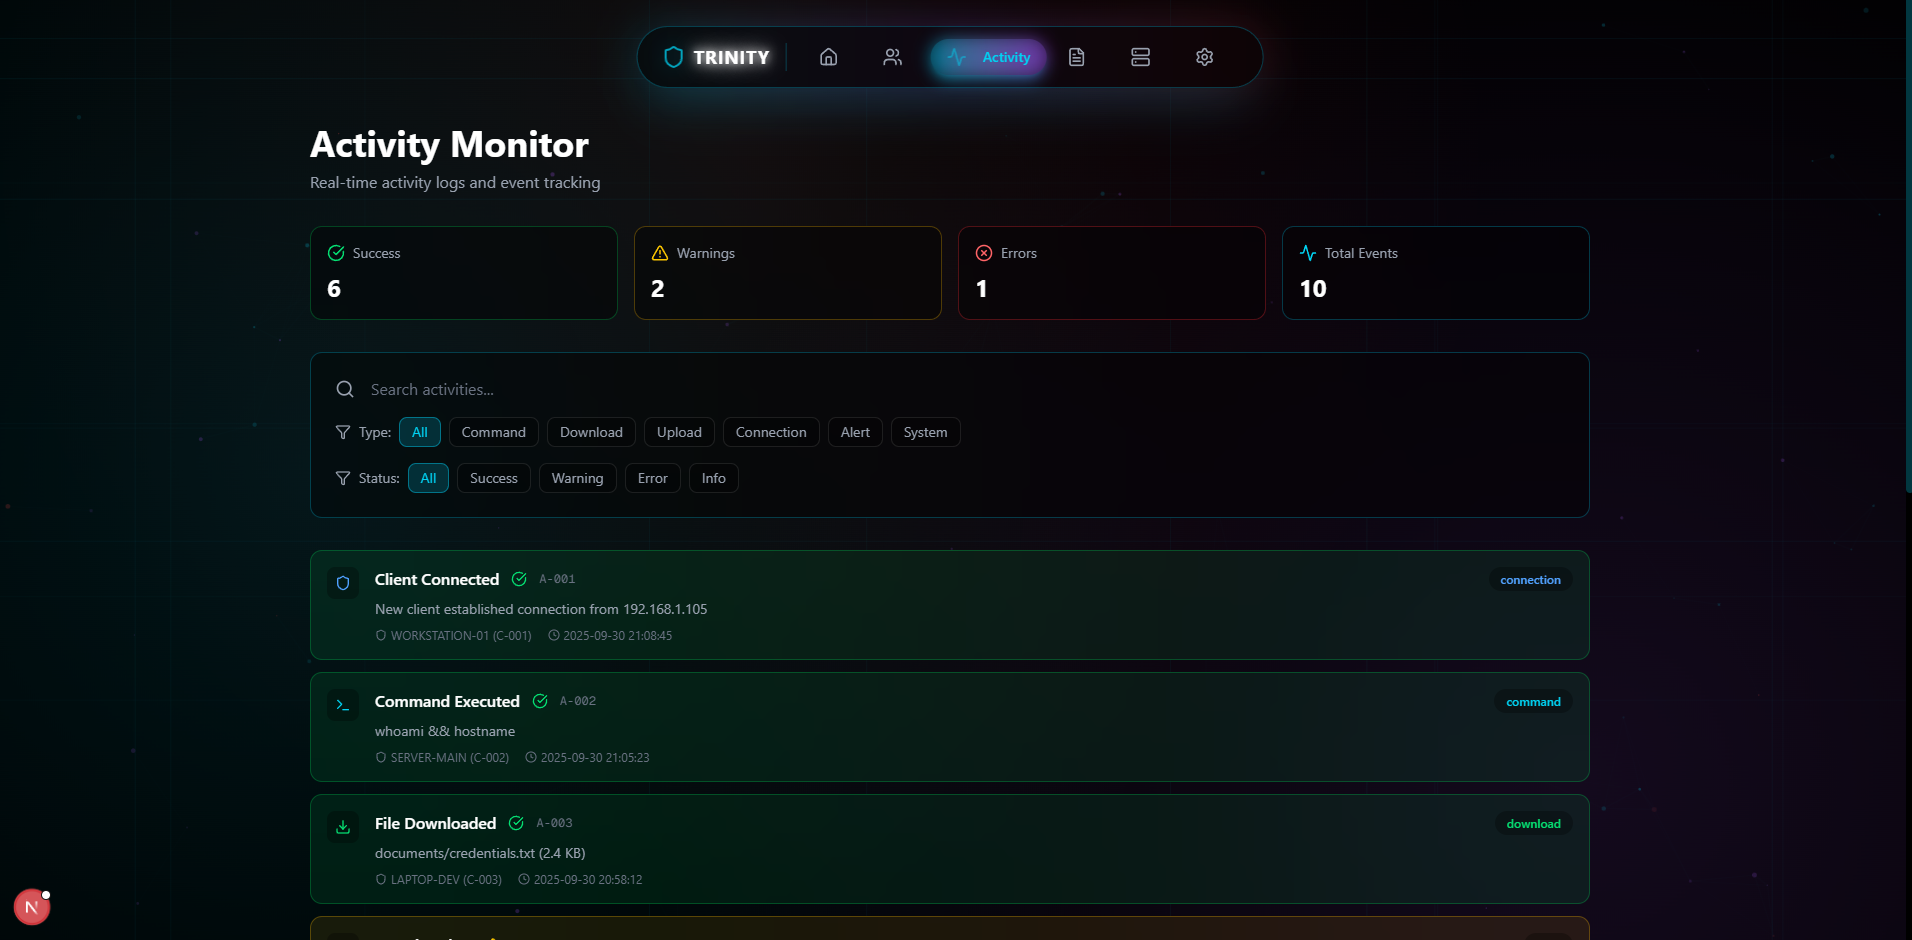 TRINITY
Activity
Activity Monitor
Real-time activity logs and event tracking
Success
6
Warnings
2
Errors
1
Total Events
10
Search activities...
Type: All Command Download Upload Connection Alert System
Status: All Success Warning Error Info
Client Connected A-001 connection
New client established connection from 192.168.1.105
WORKSTATION-01 (C-001) 2025-09-30 21:08:45
Command Executed A-002 command
whoami && hostname
SERVER-MAIN (C-002) 2025-09-30 21:05:23
File Downloaded A-003 download
documents/credentials.txt (2.4 KB)
LAPTOP-DEV (C-003) 2025-09-30 20:58:12
N